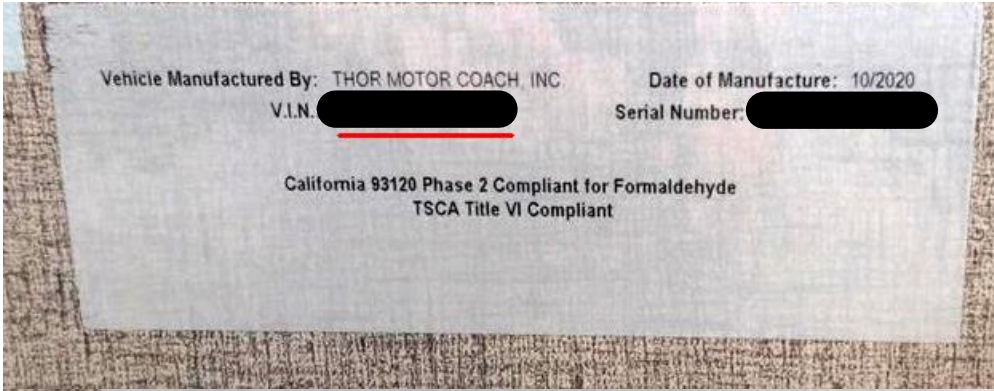 Vehicle Manufactured By: THOR MOTOR COACH, INC Date of Manufacture: 10/2020
V.I.N. Serial Number:
California 93120 Phase 2 Compliant for Formaldehyde
TSCA Title VI Compliant